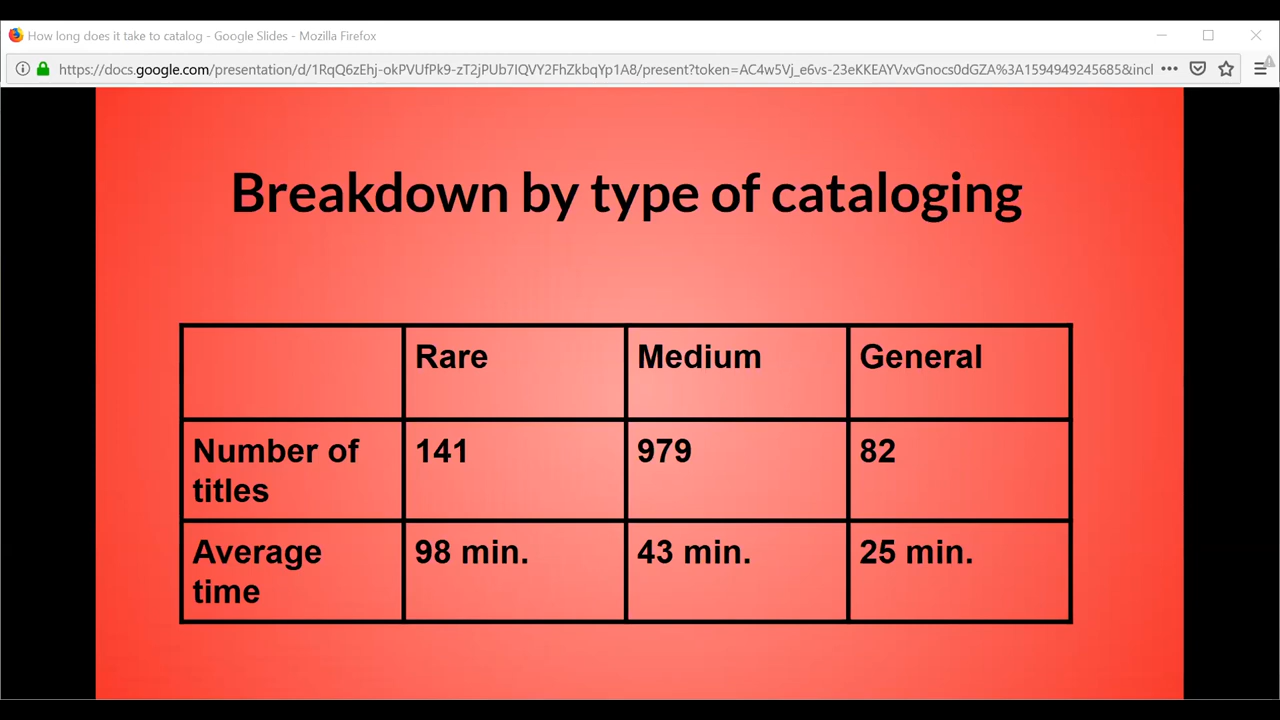 How long does it take to catalog - Google Slides - Mozilla Firefox
https://docs.google.com/presentation/d/1RqQ6zEhj-okPVUfPk9-zT2jPUb7IQVY2FhZkbqYp1A8/present?token=AC4w5Vj_e6vs-23eKKEAYVxvGnocs0dGZA%3A1594949245685&incl
Breakdown by type of cataloging
Rare Medium General
Number of titles 141 979 82
Average time 98 min. 43 min. 25 min.